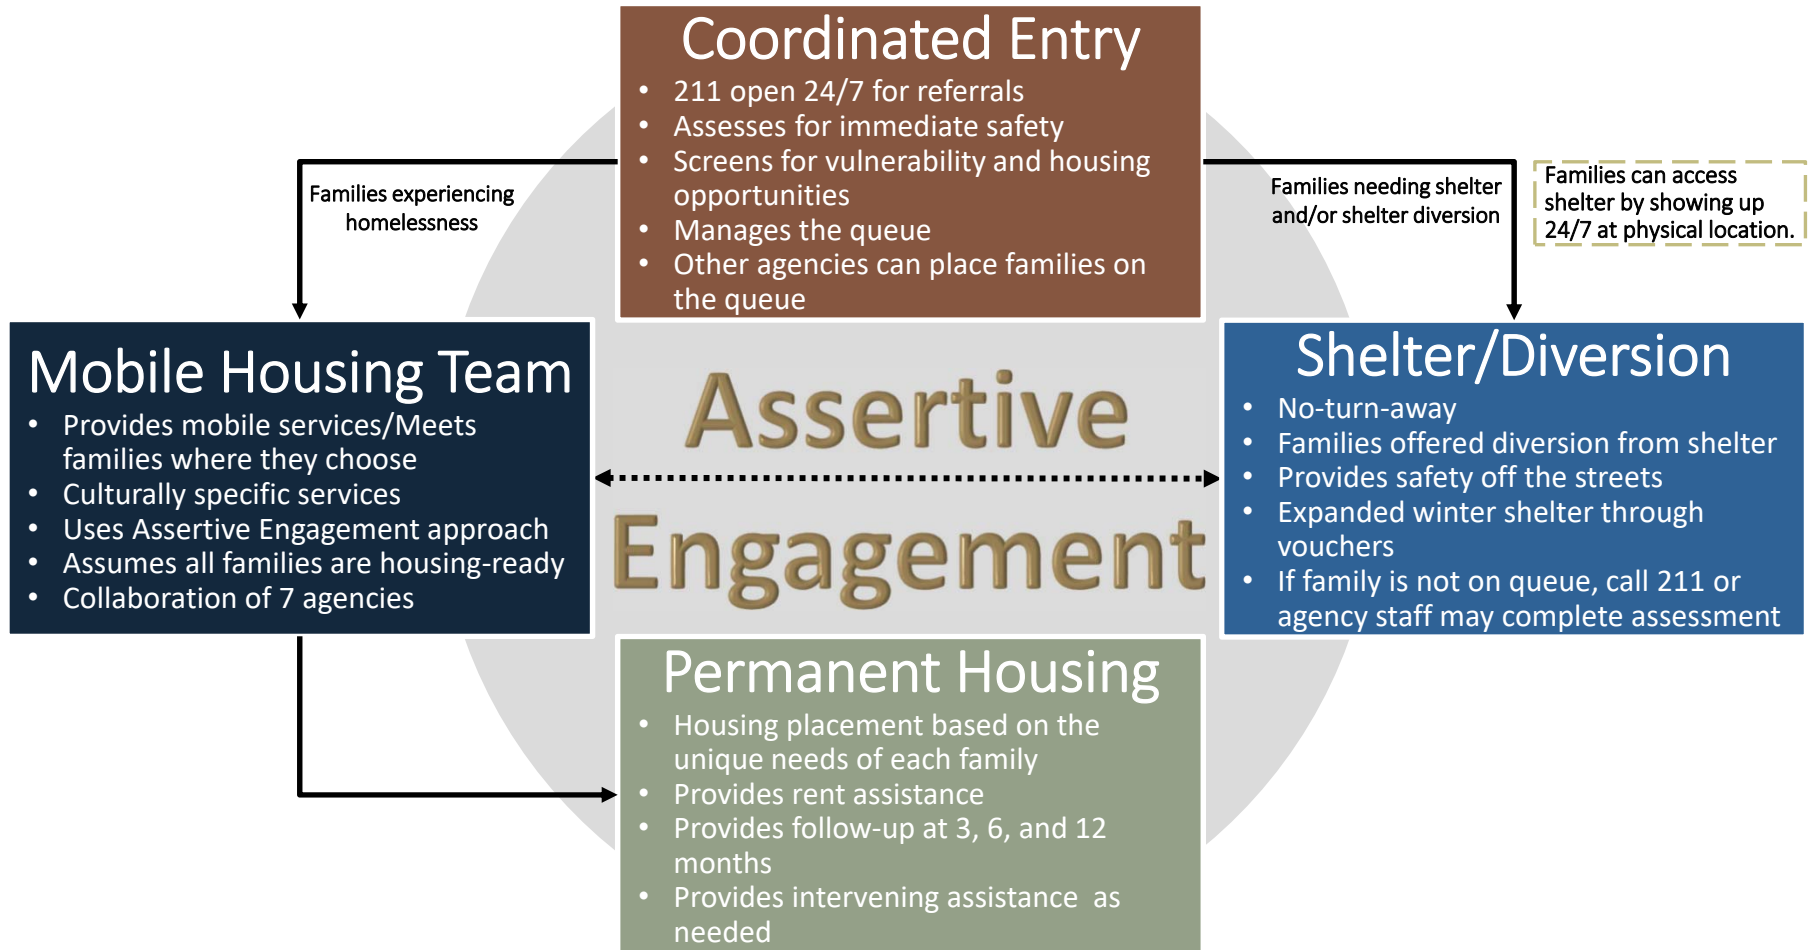 Coordinated Entry
• 211 open 24/7 for referrals
• Assesses for immediate safety
• Screens for vulnerability and housing
opportunities
• Manages the queue
• Other agencies can place families on
the queue
Families experiencing
homelessness
Families needing shelter
and/or shelter diversion
Families can access
shelter by showing up
24/7 at physical location.
Mobile Housing Team
• Provides mobile services/Meets
families where they choose
• Culturally specific services
• Uses Assertive Engagement approach
• Assumes all families are housing-ready
• Collaboration of 7 agencies
Assertive
Engagement
Shelter/Diversion
• No-turn-away
• Families offered diversion from shelter
• Provides safety off the streets
• Expanded winter shelter through
vouchers
• If family is not on queue, call 211 or
agency staff may complete assessment
Permanent Housing
• Housing placement based on the
unique needs of each family
• Provides rent assistance
• Provides follow-up at 3, 6, and 12
months
• Provides intervening assistance  as
needed